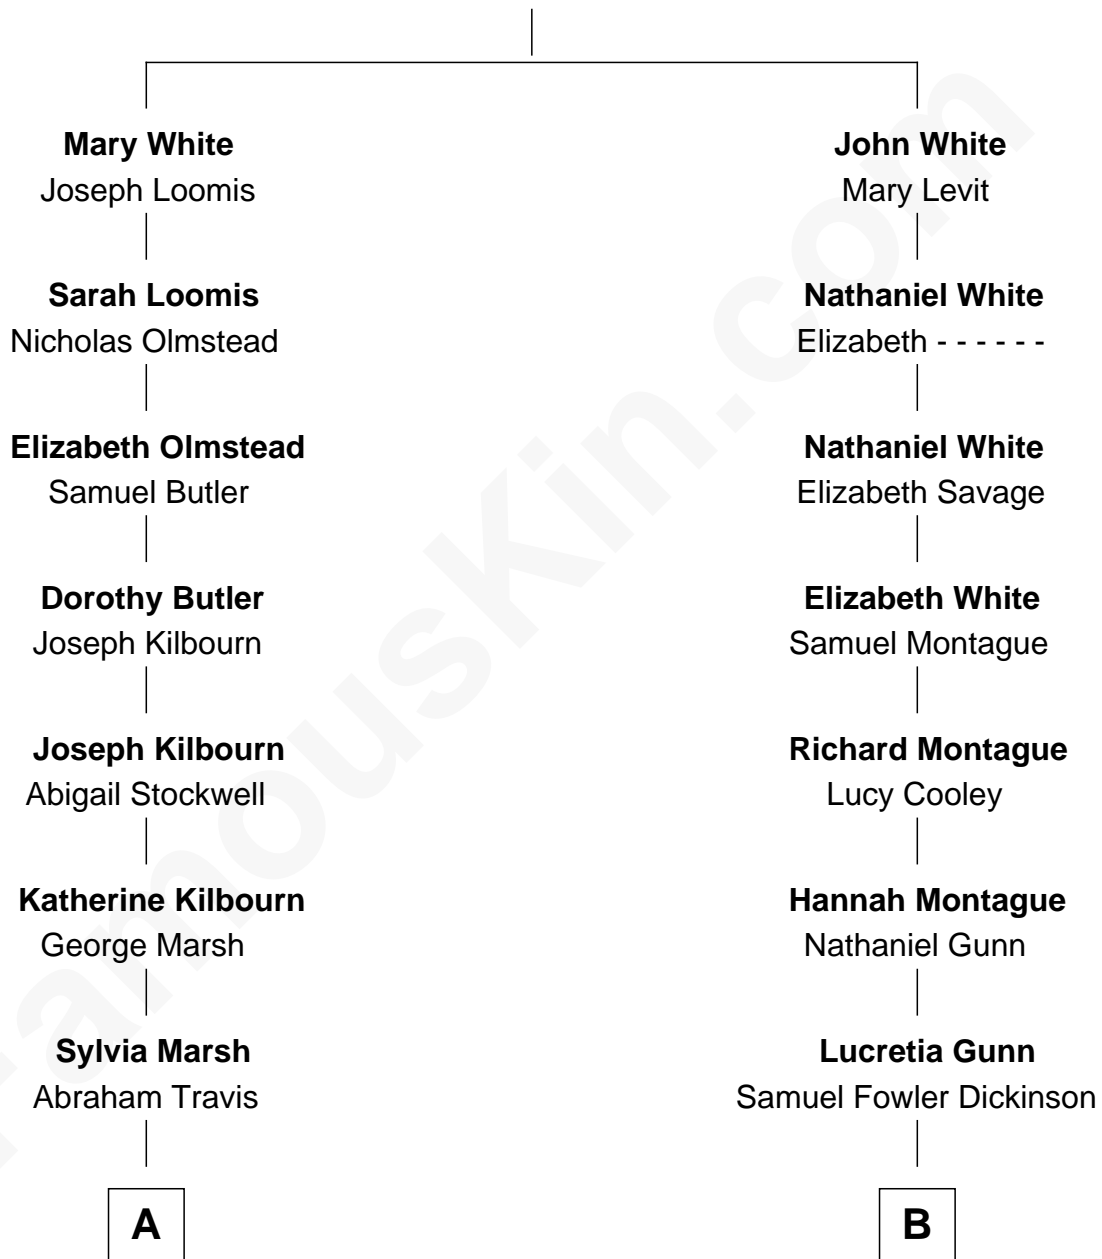 Mary White
Joseph Loomis
Sarah Loomis
Nicholas Olmstead
Elizabeth Olmstead
Samuel Butler
Dorothy Butler
Joseph Kilbourn
Joseph Kilbourn
Abigail Stockwell
Katherine Kilbourn
George Marsh
Sylvia Marsh
Abraham Travis
A
John White
Mary Levit
Nathaniel White
Elizabeth - - - - - -
Nathaniel White
Elizabeth Savage
Elizabeth White
Samuel Montague
Richard Montague
Lucy Cooley
Hannah Montague
Nathaniel Gunn
Lucretia Gunn
Samuel Fowler Dickinson
B
FamousKin.com